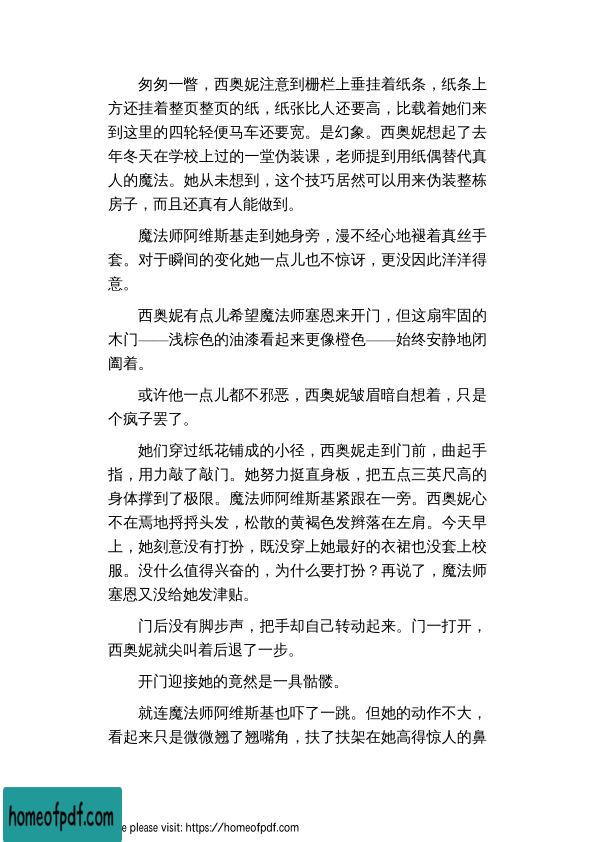 匆匆一瞥，西奥妮注意到栅栏上垂挂着纸条，纸条上
方还挂着整页整页的纸，纸张比人还要高，比载着她们来
到这里的四轮轻便马车还要宽。是幻象。西奥妮想起了去
年冬天在学校上过的一堂伪装课，老师提到用纸偶替代真
人的魔法。她从未想到，这个技巧居然可以用来伪装整栋
房子，而且还真有人能做到。
魔法师阿维斯基走到她身旁，漫不经心地褪着真丝手
套。对于瞬间的变化她一点儿也不惊讶，更没因此洋洋得
意。
西奥妮有点儿希望魔法师塞恩来开门，但这扇牢固的
木门——浅棕色的油漆看起来更像橙色——始终安静地闭
阖着。
或许他一点儿都不邪恶，西奥妮皱眉暗自想着，只是
个疯子罢了。
她们穿过纸花铺成的小径，西奥妮走到门前，曲起手
指，用力敲了敲门。她努力挺直身板，把五点三英尺高的
身体撑到了极限。魔法师阿维斯基紧跟在一旁。西奥妮心
不在焉地捋捋头发，松散的黄褐色发辫落在左肩。今天早
上，她刻意没有打扮，既没穿上她最好的衣裙也没套上校
服。没什么值得兴奋的，为什么要打扮？再说了，魔法师
塞恩又没给她发津贴。
门后没有脚步声，把手却自己转动起来。门一打开，
西奥妮就尖叫着后退了一步。
开门迎接她的竟然是一具骷髅。
就连魔法师阿维斯基也吓了一跳。但她的动作不大，
看起来只是微微翘了翘嘴角，扶了扶架在她高得惊人的鼻
homeofpdf.com
please visit: https://homeofpdf.com